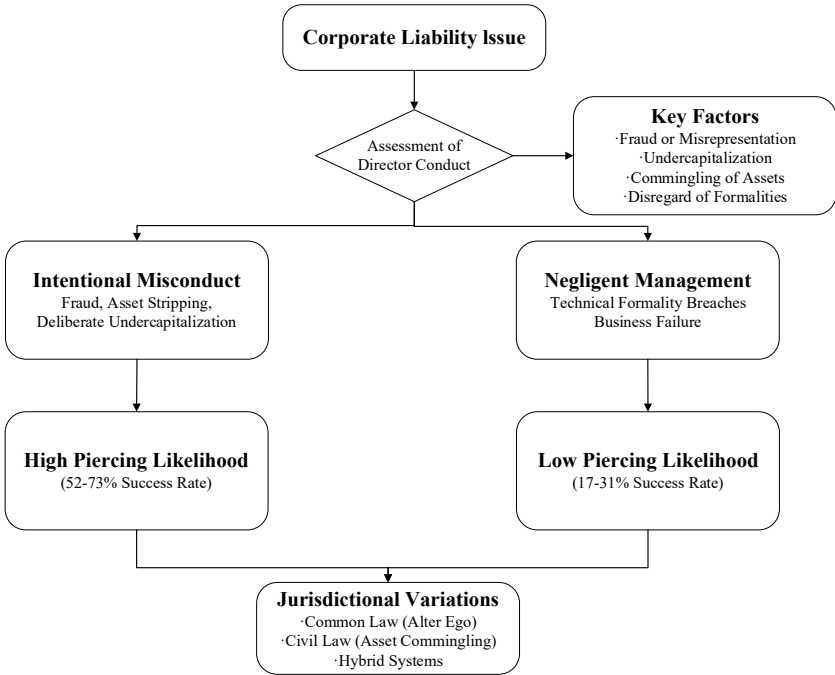 Corporate Liability Issue
Assessment of
Director Conduct
Key Factors
·Fraud or Misrepresentation
·Undercapitalization
·Commingling of Assets
·Disregard of Formalities
Intentional Misconduct
Fraud, Asset Stripping,
Deliberate Undercapitalization
Negligent Management
Technical Formality Breaches
Business Failure
High Piercing Likelihood
(52-73% Success Rate)
Low Piercing Likelihood
(17-31% Success Rate)
Jurisdictional Variations
·Common Law (Alter Ego)
·Civil Law (Asset Commingling)
·Hybrid Systems